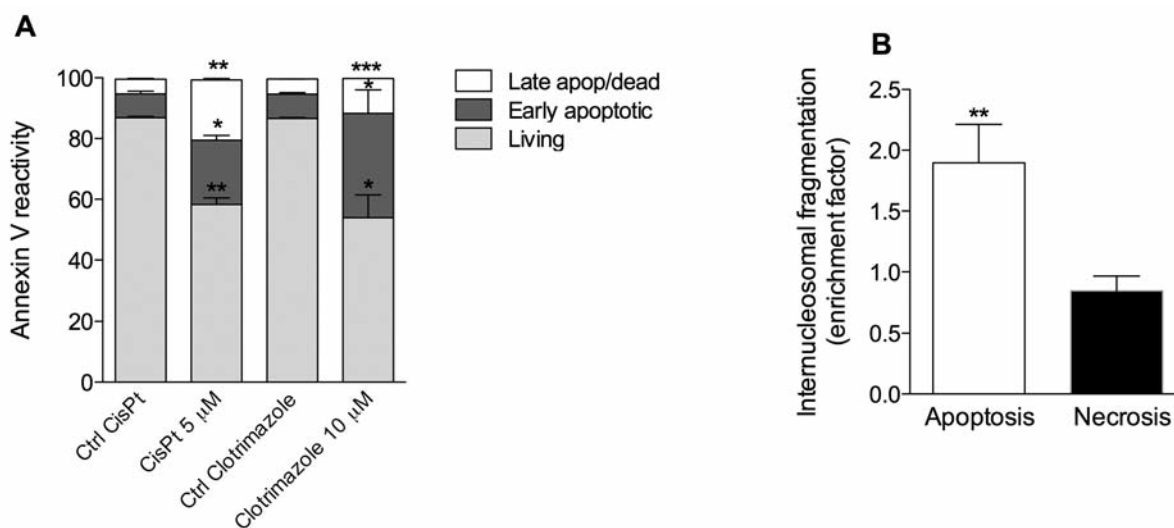 A
Annexin V reactivity
100
80
60
40
20
0
**
*
**
***
*
*
Ctrl CisPt
CisPt 5 µM
Ctrl Clotrimazole
Clotrimazole 10 µM
Late apop/dead
Early apoptotic
Living
B
Internucleosomal fragmentation
(enrichment factor)
2.5
2.0
1.5
1.0
0.5
0.0
**
Apoptosis
Necrosis